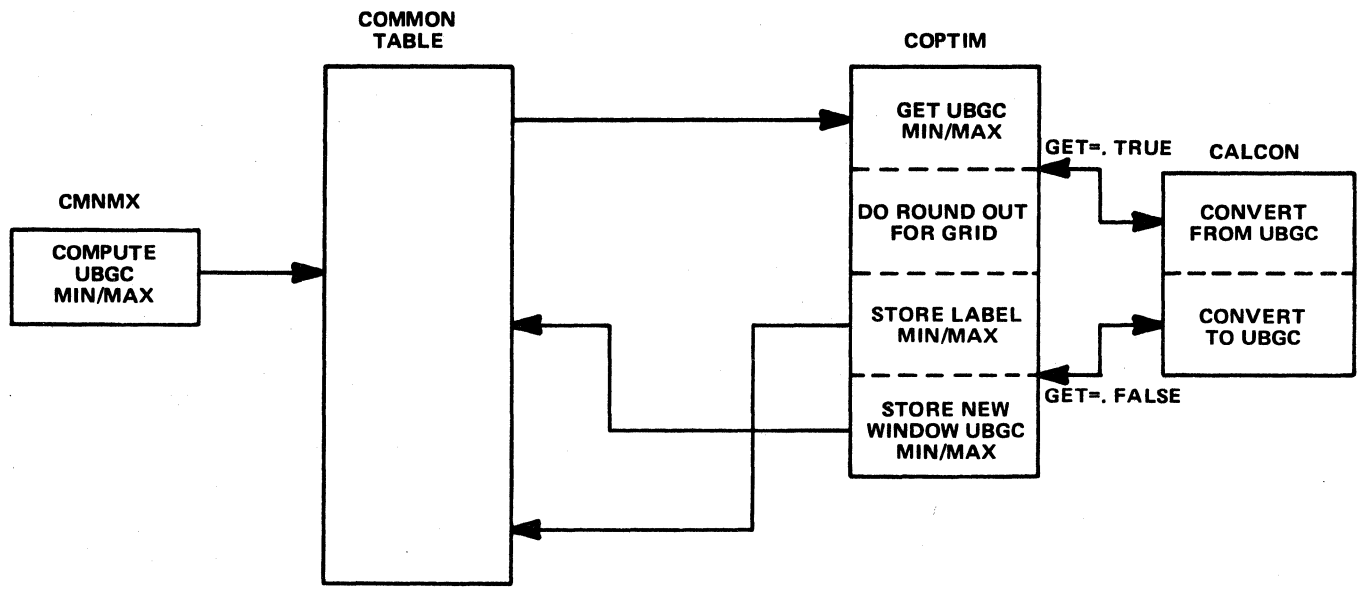 COMMON
TABLE
COPTIM
GET UBGC
MIN/MAX
GET=. TRUE
CALCON
CMNMX
DO ROUND OUT
FOR GRID
CONVERT
FROM UBGC
COMPUTE
UBGC
MIN/MAX
STORE LABEL
MIN/MAX
CONVERT
TO UBGC
GET=. FALSE
STORE NEW
WINDOW UBGC
MIN/MAX